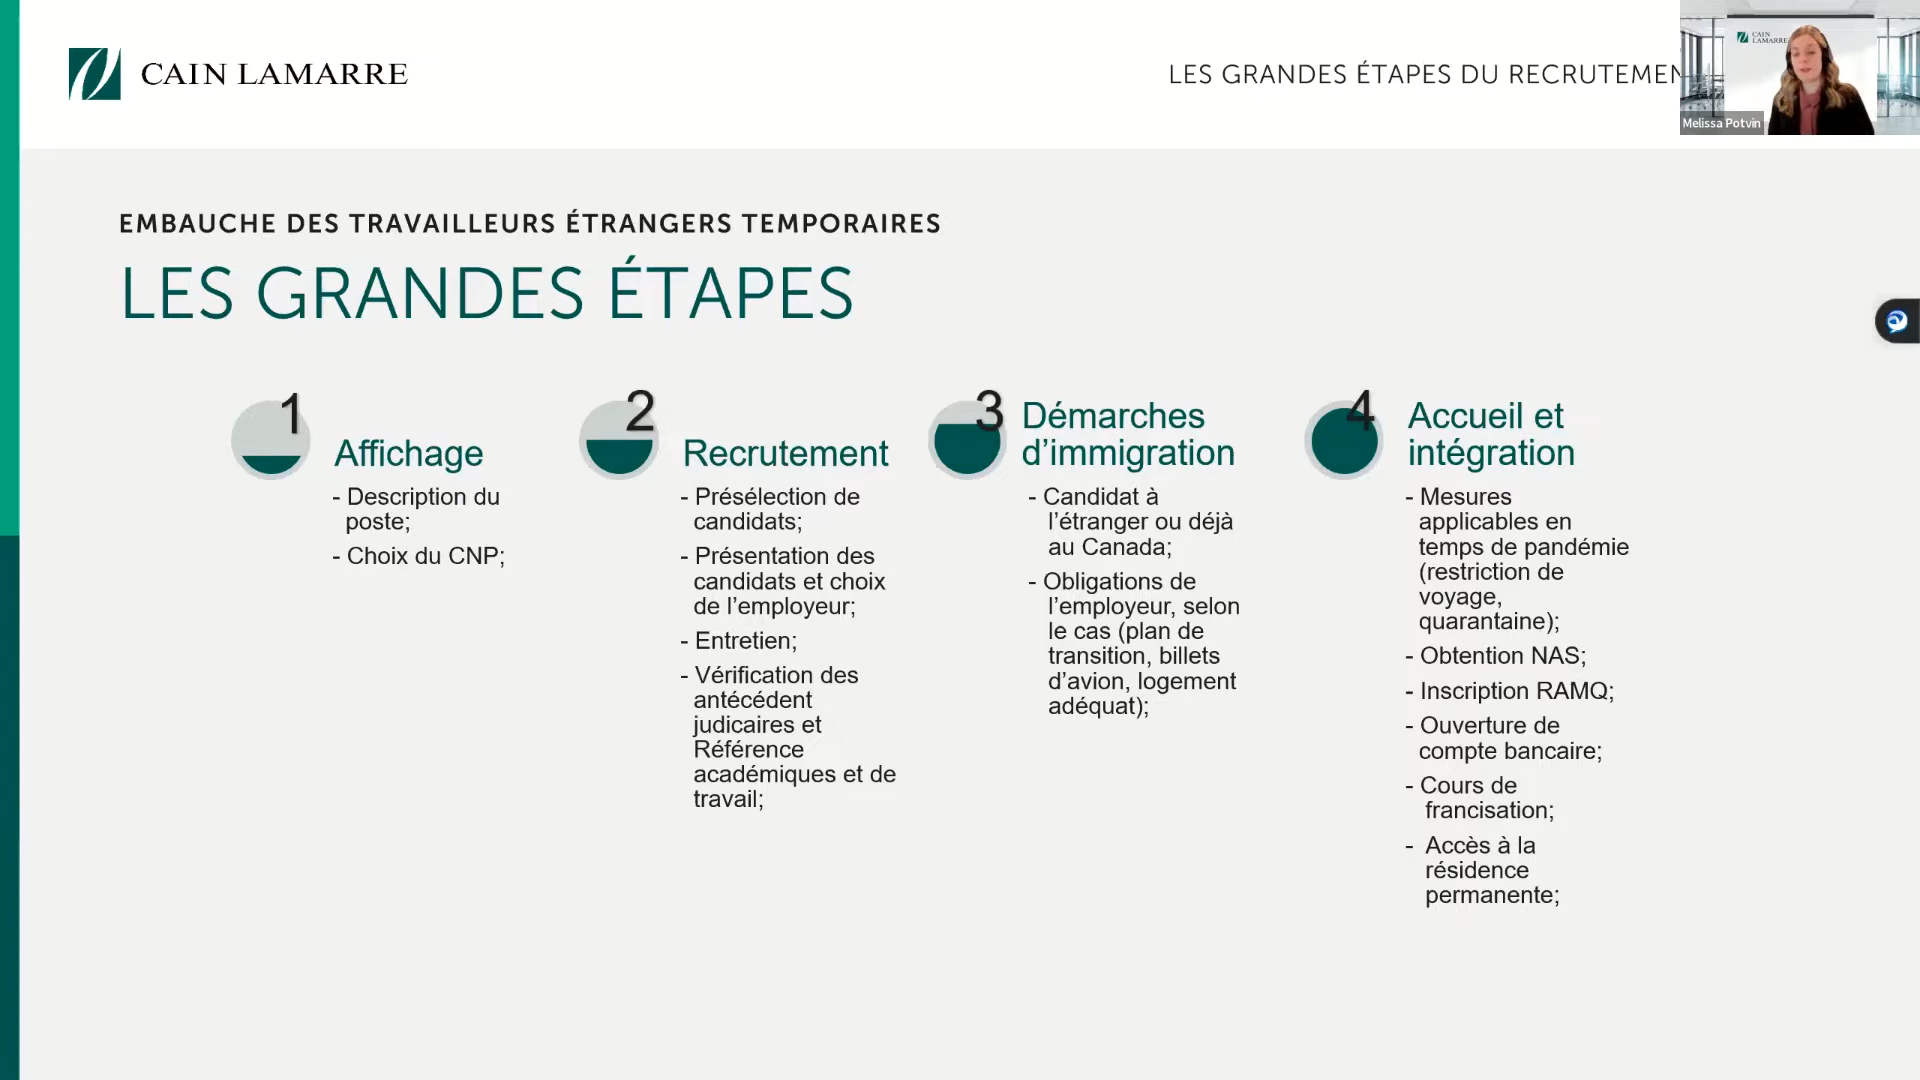 CAIN LAMARRE
LES GRANDES ÉTAPES DU RECRUTEMEN
CAIN
LAMARRE
Melissa Potvin
EMBAUCHE DES TRAVAILLEURS ÉTRANGERS TEMPORAIRES
LES GRANDES ÉTAPES
1
Affichage
- Description du
poste;
- Choix du CNP;
2
Recrutement
- Présélection de
candidats;
- Présentation des
candidats et choix
de l’employeur;
- Entretien;
- Vérification des
antécédent
judicaires et
Référence
académiques et de
travail;
3
Démarches
d’immigration
- Candidat à
l’étranger ou déjà
au Canada;
- Obligations de
l’employeur, selon
le cas (plan de
transition, billets
d’avion, logement
adéquat);
4
Accueil et
intégration
- Mesures
applicables en
temps de pandémie
(restriction de
voyage,
quarantaine);
- Obtention NAS;
- Inscription RAMQ;
- Ouverture de
compte bancaire;
- Cours de
francisation;
- Accès à la
résidence
permanente;